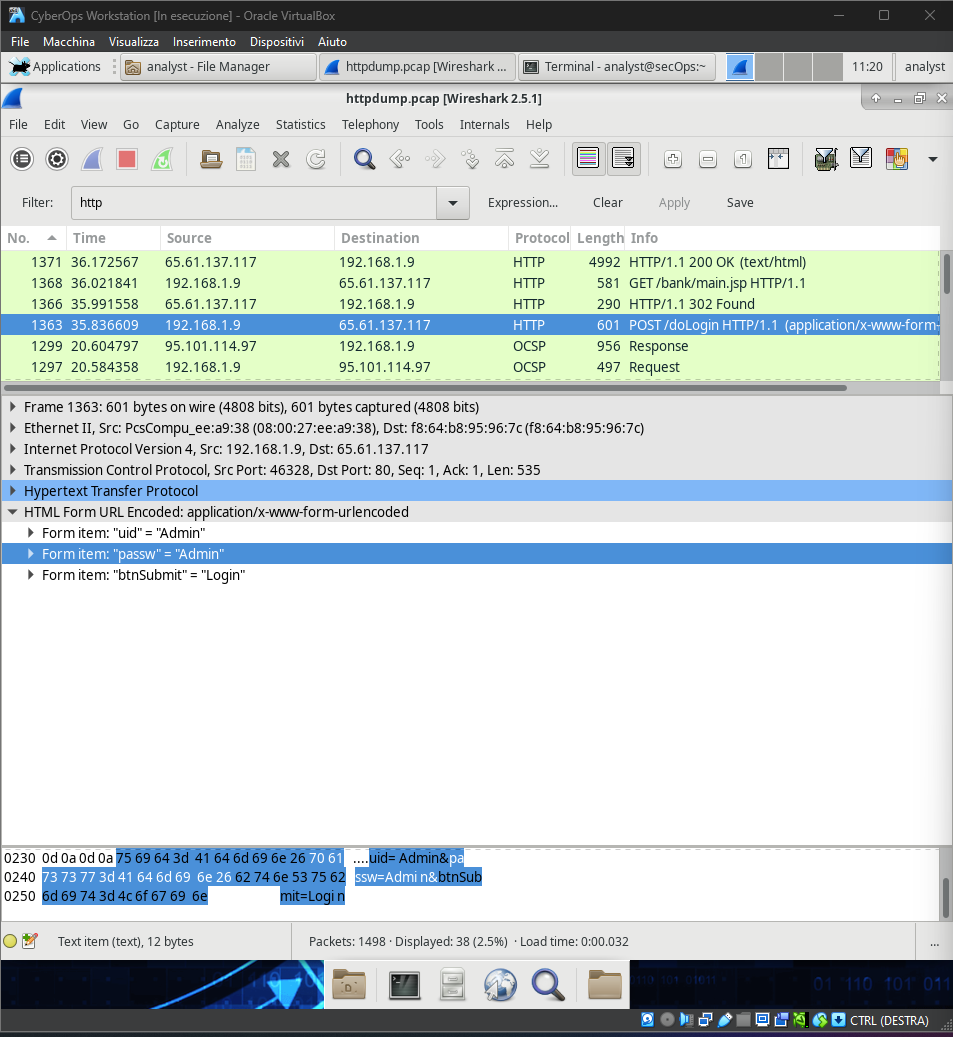 CyberOps Workstation [In esecuzione] - Oracle VirtualBox
File Macchina Visualizza Inserimento Dispositivi Aiuto
Applications analyst - File Manager httpdump.pcap [Wireshark ... Terminal - analyst@secOps:~ 11:20 analyst
httpdump.pcap [Wireshark 2.5.1]
File Edit View Go Capture Analyze Statistics Telephony Tools Internals Help
Filter: http Expression... Clear Apply Save
No. Time Source Destination Protocol Length Info
1371 36.172567 65.61.137.117 192.168.1.9 HTTP 4992 HTTP/1.1 200 OK (text/html)
1368 36.021841 192.168.1.9 65.61.137.117 HTTP 581 GET /bank/main.jsp HTTP/1.1
1366 35.991558 65.61.137.117 192.168.1.9 HTTP 290 HTTP/1.1 302 Found
1363 35.836609 192.168.1.9 65.61.137.117 HTTP 601 POST /doLogin HTTP/1.1 (application/x-www-form-
1299 20.604797 95.101.114.97 192.168.1.9 OCSP 956 Response
1297 20.584358 192.168.1.9 95.101.114.97 OCSP 497 Request
Frame 1363: 601 bytes on wire (4808 bits), 601 bytes captured (4808 bits)
Ethernet II, Src: PcsCompu_ee:a9:38 (08:00:27:ee:a9:38), Dst: f8:64:b8:95:96:7c (f8:64:b8:95:96:7c)
Internet Protocol Version 4, Src: 192.168.1.9, Dst: 65.61.137.117
Transmission Control Protocol, Src Port: 46328, Dst Port: 80, Seq: 1, Ack: 1, Len: 535
Hypertext Transfer Protocol
HTML Form URL Encoded: application/x-www-form-urlencoded
Form item: "uid" = "Admin"
Form item: "passw" = "Admin"
Form item: "btnSubmit" = "Login"
0230 0d 0a 0d 0a 75 69 64 3d 41 64 6d 69 6e 26 70 61 ....uid= Admin&pa
0240 73 73 77 3d 41 64 6d 69 6e 26 62 74 6e 53 75 62 ssw=Admi n&btnSub
0250 6d 69 74 3d 4c 6f 67 69 6e mit=Logi n
Text item (text), 12 bytes Packets: 1498 · Displayed: 38 (2.5%) · Load time: 0:00.032 ...
CTRL (DESTRA)